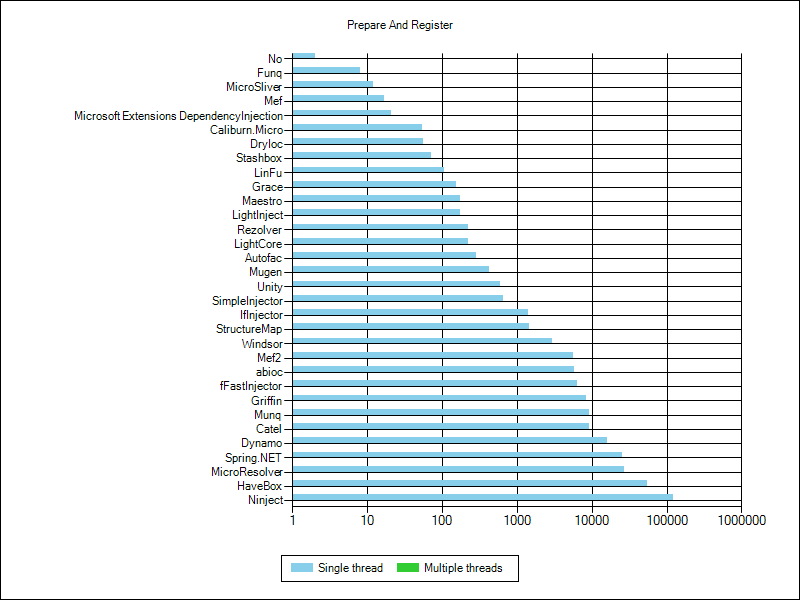 Prepare And Register
No
Funq
MicroSliver
Mef
Microsoft Extensions DependencyInjection
Caliburn.Micro
DryIoc
Stashbox
LinFu
Grace
Maestro
LightInject
Rezolver
LightCore
Autofac
Mugen
Unity
SimpleInjector
IfInjector
StructureMap
Windsor
Mef2
abioc
fFastInjector
Griffin
Munq
Catel
Dynamo
Spring.NET
MicroResolver
HaveBox
Ninject
1 10 100 1000 10000 100000 1000000
Single thread Multiple threads